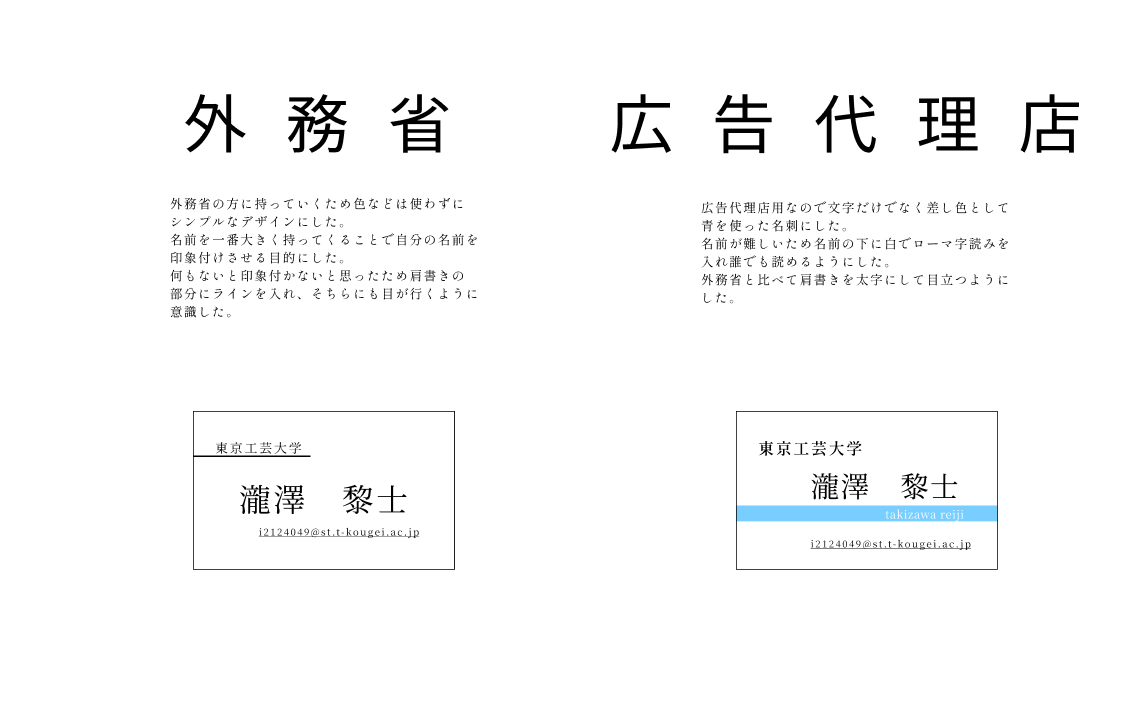 外務省
外務省の方に持っていくため色などは使わずに
シンプルなデザインにした。
名前を一番大きく持ってくることで自分の名前を
印象付けさせる目的にした。
何もないと印象付かないと思ったため肩書きの
部分にラインを入れ、そちらにも目が行くように
意識した。
東京工芸大学
瀧澤　黎士
i2124049@st.t-kougei.ac.jp
広告代理店
広告代理店用なので文字だけでなく差し色として
青を使った名刺にした。
名前が難しいため名前の下に白でローマ字読みを
入れ誰でも読めるようにした。
外務省と比べて肩書きを太字にして目立つように
した。
東京工芸大学
瀧澤　黎士
takizawa reiji
i2124049@st.t-kougei.ac.jp